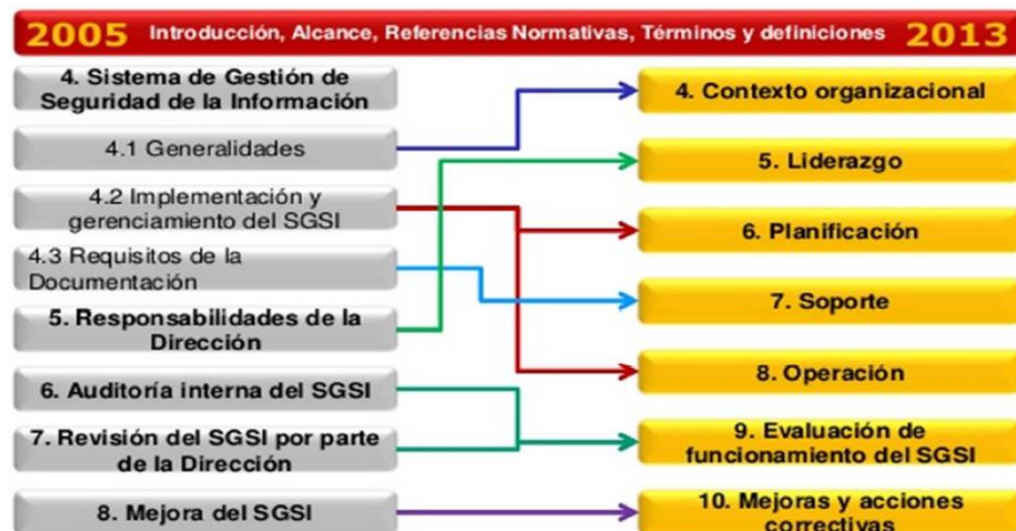 2005 Introducción, Alcance, Referencias Normativas, Términos y definiciones 2013
4. Sistema de Gestión de
Seguridad de la Información
4.1 Generalidades
4.2 Implementación y
gerenciamiento del SGSI
4.3 Requisitos de la
Documentación
5. Responsabilidades de la
Dirección
6. Auditoría interna del SGSI
7. Revisión del SGSI por parte
de la Dirección
8. Mejora del SGSI
4. Contexto organizacional
5. Liderazgo
6. Planificación
7. Soporte
8. Operación
9. Evaluación de
funcionamiento del SGSI
10. Mejoras y acciones
correctivas